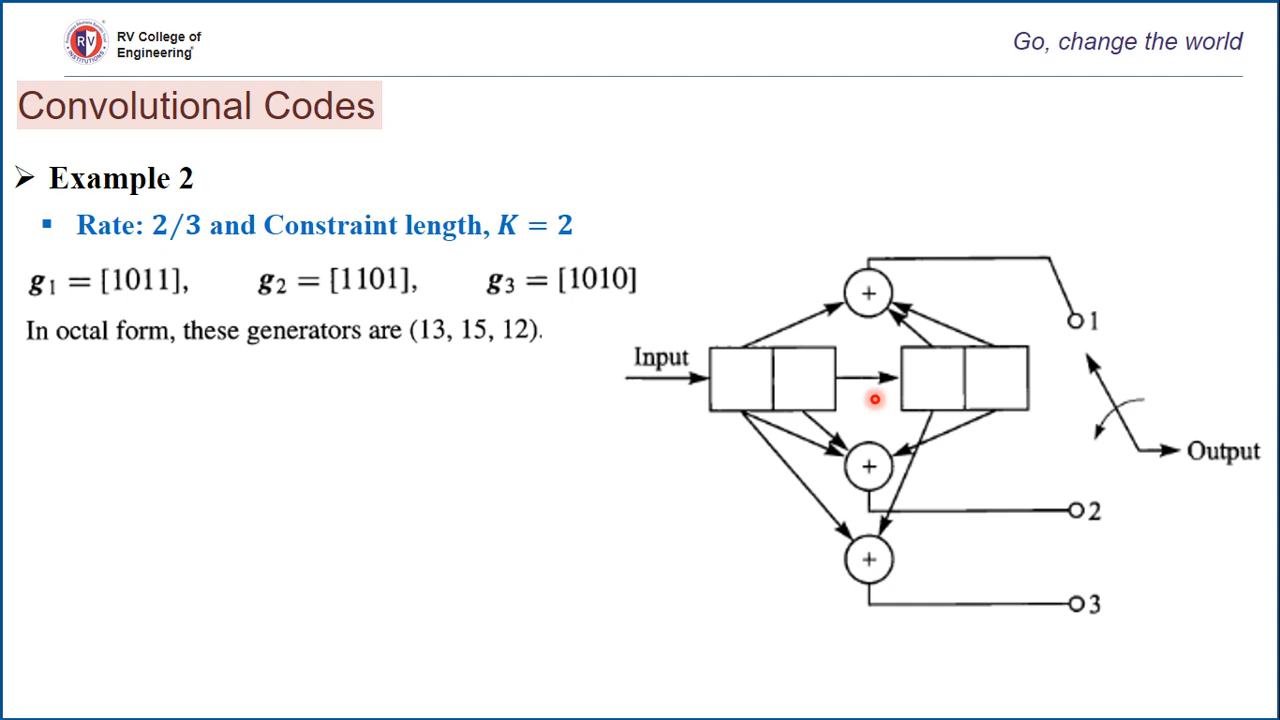 RV College of
Engineering
Go, change the world
Convolutional Codes
➢ Example 2
▪ Rate: 2/3 and Constraint length, K = 2
g1 = [1011], g2 = [1101], g3 = [1010]
In octal form, these generators are (13, 15, 12).
Input
+
1
+
Output
2
+
3